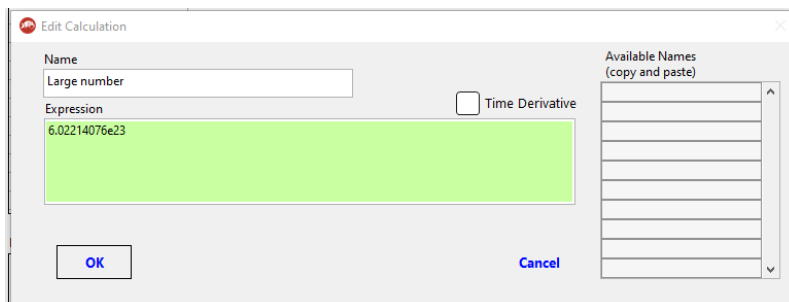 Edit Calculation
Name
Large number
Expression
Time Derivative
6.02214076e23
Available Names
(copy and paste)
OK
Cancel